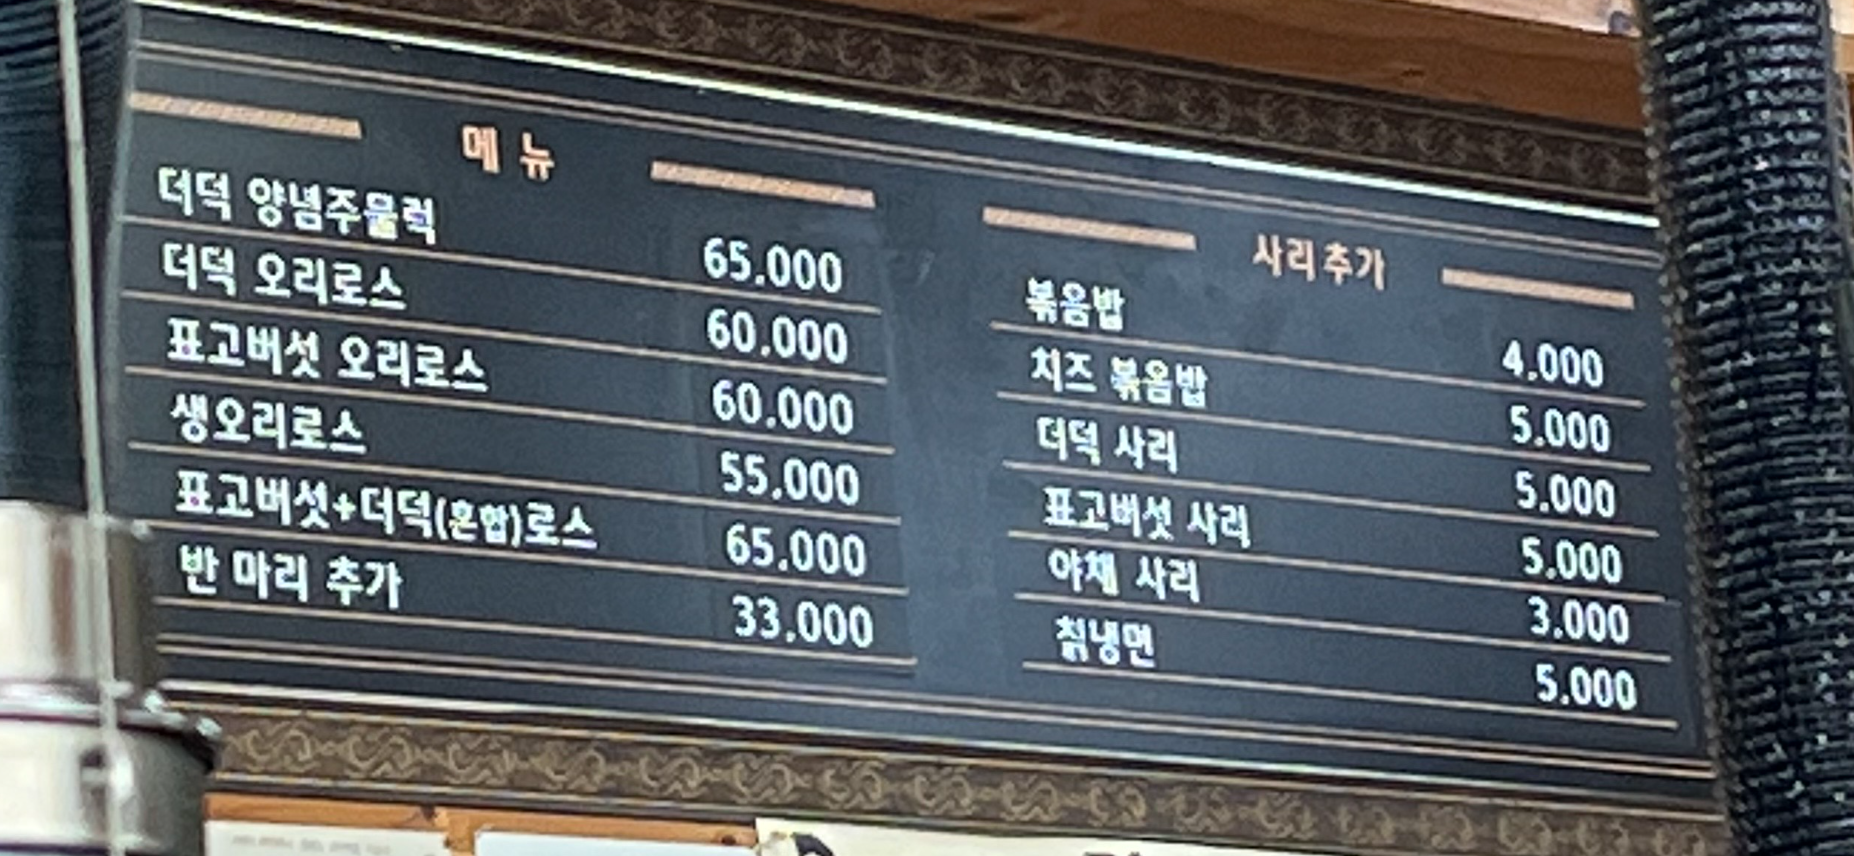 메뉴
더덕 양념주물럭 65.000
더덕 오리로스 60.000
표고버섯 오리로스 60.000
생오리로스 55.000
표고버섯+더덕(혼합)로스 65.000
반 마리 추가 33.000
사리추가
볶음밥 4.000
치즈 볶음밥 5.000
더덕 사리 5.000
표고버섯 사리 5.000
야채 사리 3.000
칡냉면 5.000